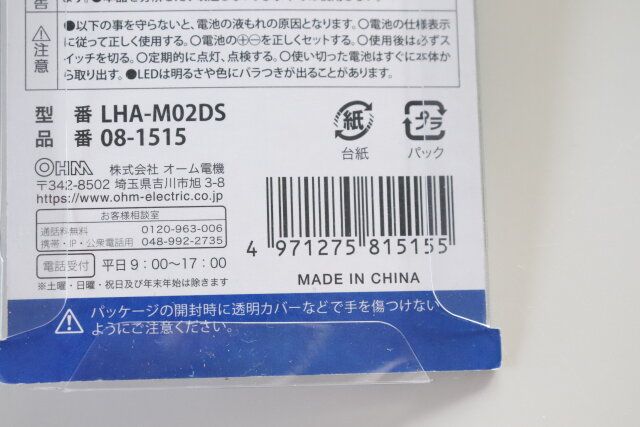 告
注意
●以下の事を守らないと、電池の液もれの原因となります。○電池の仕様表示
に従って正しく使用する。○電池の⊕⊖を正しくセットする。○使用後は必ずス
イッチを切る。○定期的に点灯、点検する。○使い切った電池はすぐに本体か
ら取り出す。●LEDは明るさや色にバラつきが出ることがあります。
型 番 LHA-M02DS
品 番 08-1515
紙
台紙
プラ
パック
OHM 株式会社 オーム電機
〒342-8502 埼玉県吉川市旭 3-8
https://www.ohm-electric.co.jp
お客様相談室
通話料無料 0120-963-006
携帯・IP・公衆電話用 048-992-2735
電話受付 平日 9：00〜17：00
※土曜・日曜・祝日及び年末年始は除きます
4 971275 815155
MADE IN CHINA
パッケージの開封時に透明カバーなどで手を傷つけない
ようにご注意ください。